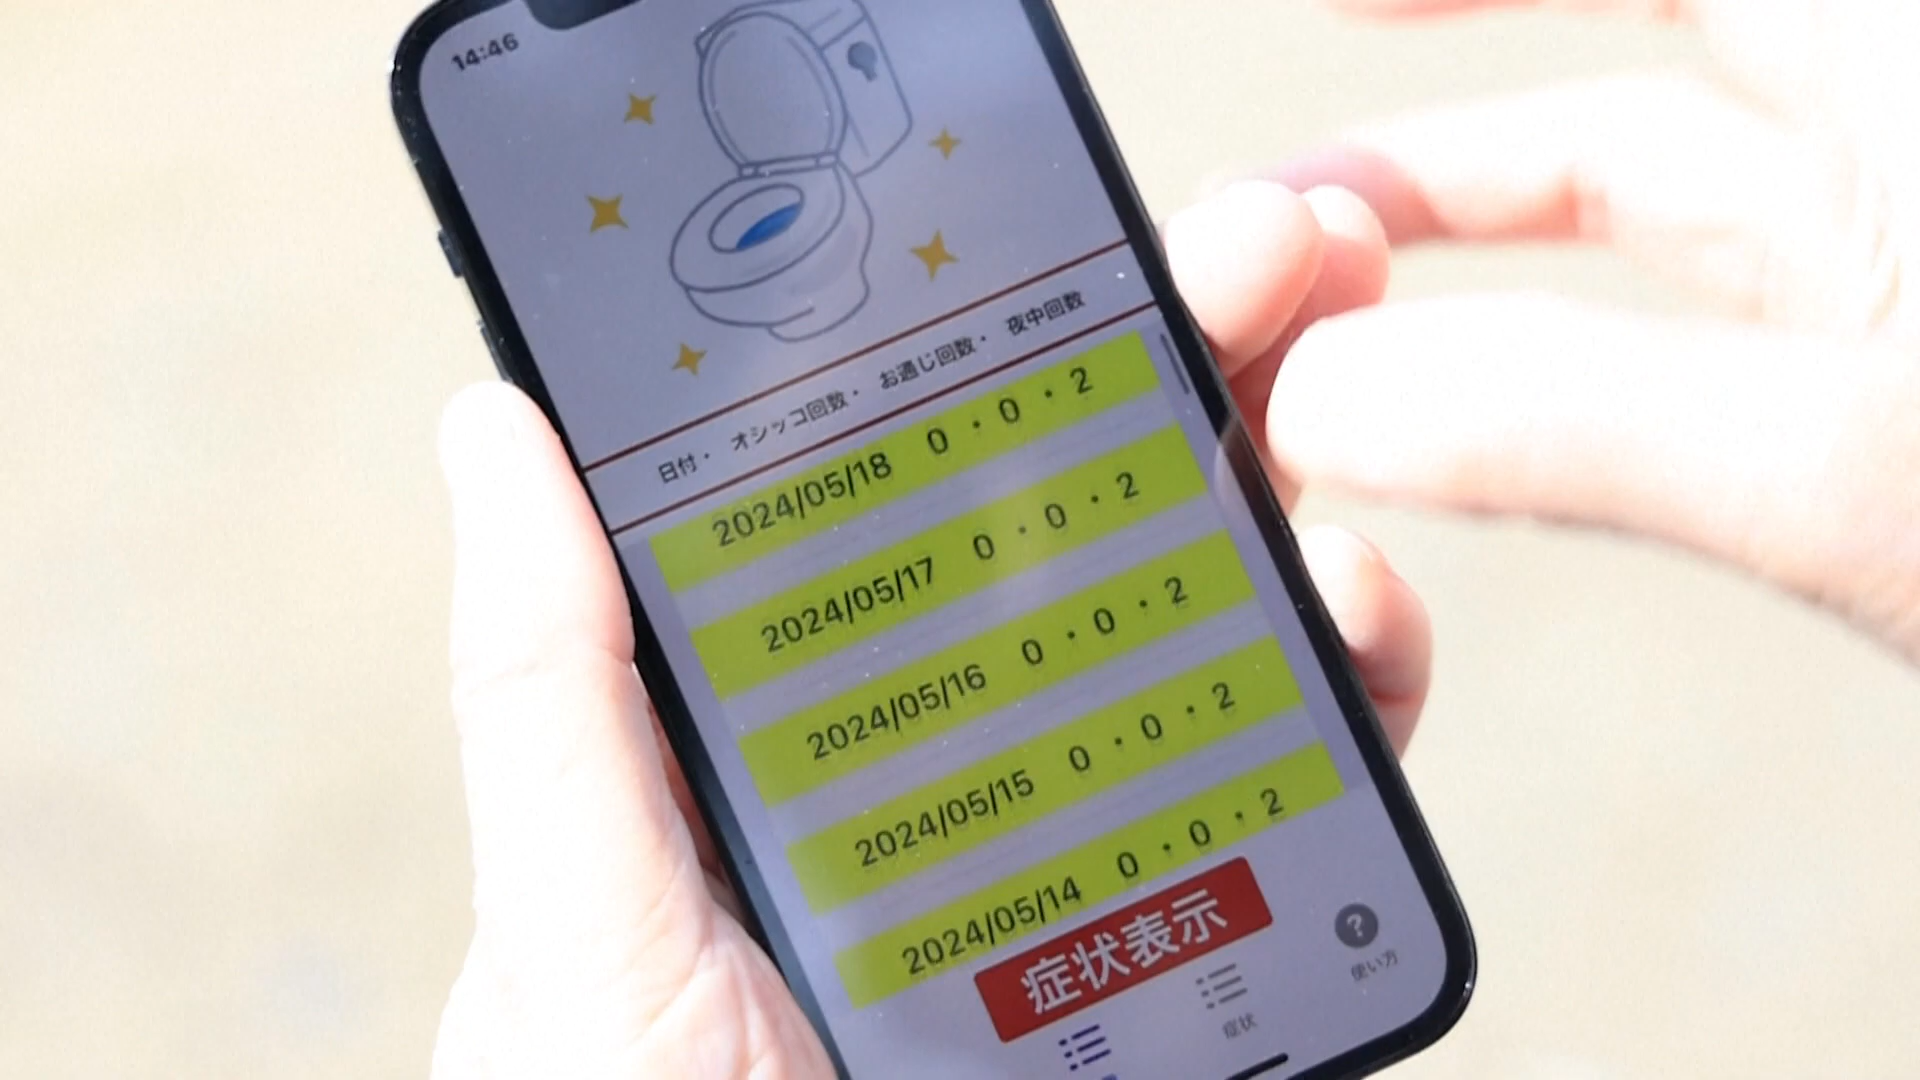 14:46
日付・ オシッコ回数・ お通じ回数・ 夜中回数
2024/05/18 0・0・2
2024/05/17 0・0・2
2024/05/16 0・0・2
2024/05/15 0・0・2
2024/05/14 0・0・2
症状表示
症状
?
使い方